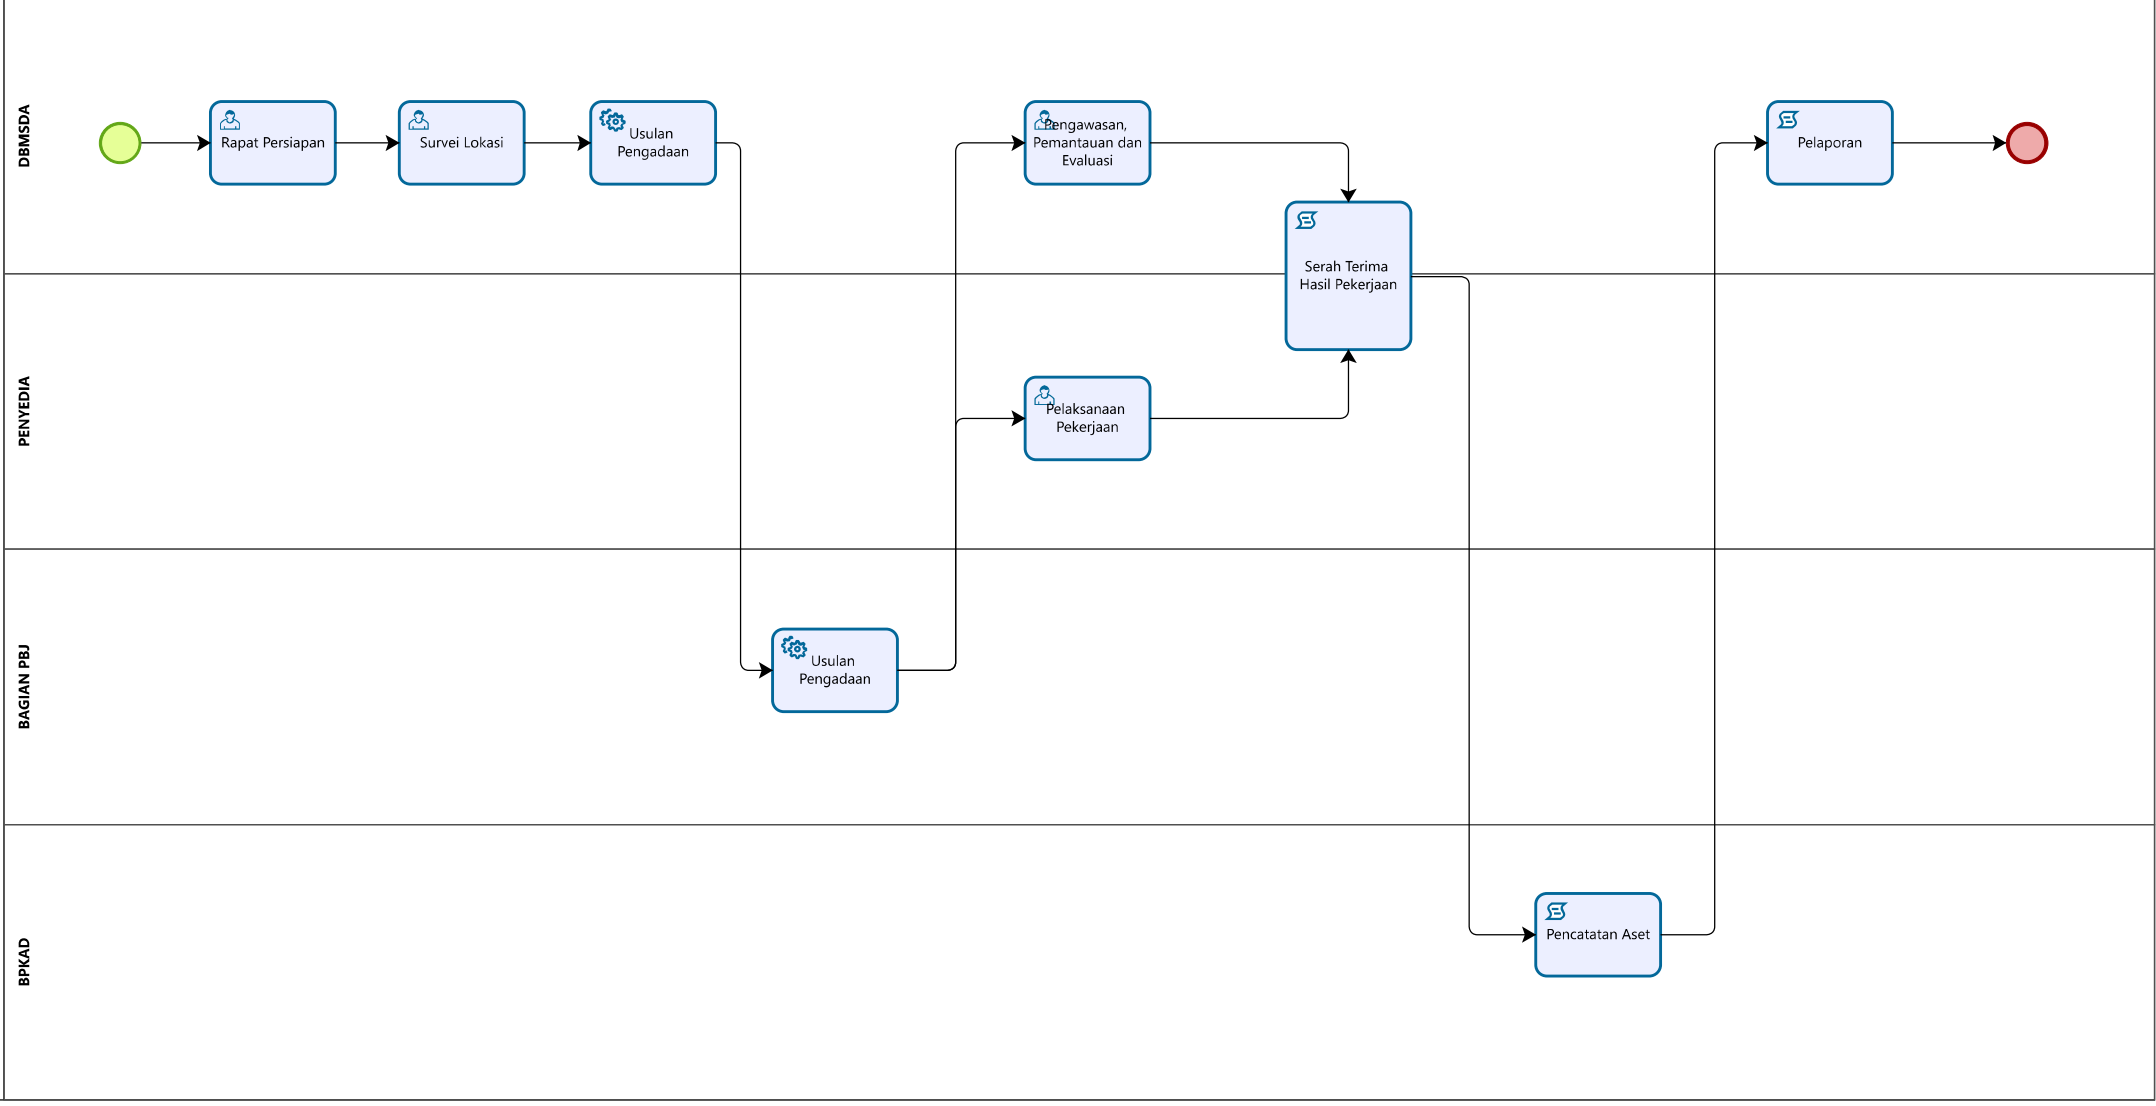 DBMSDA
Rapat Persiapan
Survei Lokasi
Usulan
Pengadaan
Pengawasan,
Pemantauan dan
Evaluasi
Pelaporan
Serah Terima
Hasil Pekerjaan
PENYEDIA
Pelaksanaan
Pekerjaan
BAGIAN PBJ
Usulan
Pengadaan
BPKAD
Pencatatan Aset